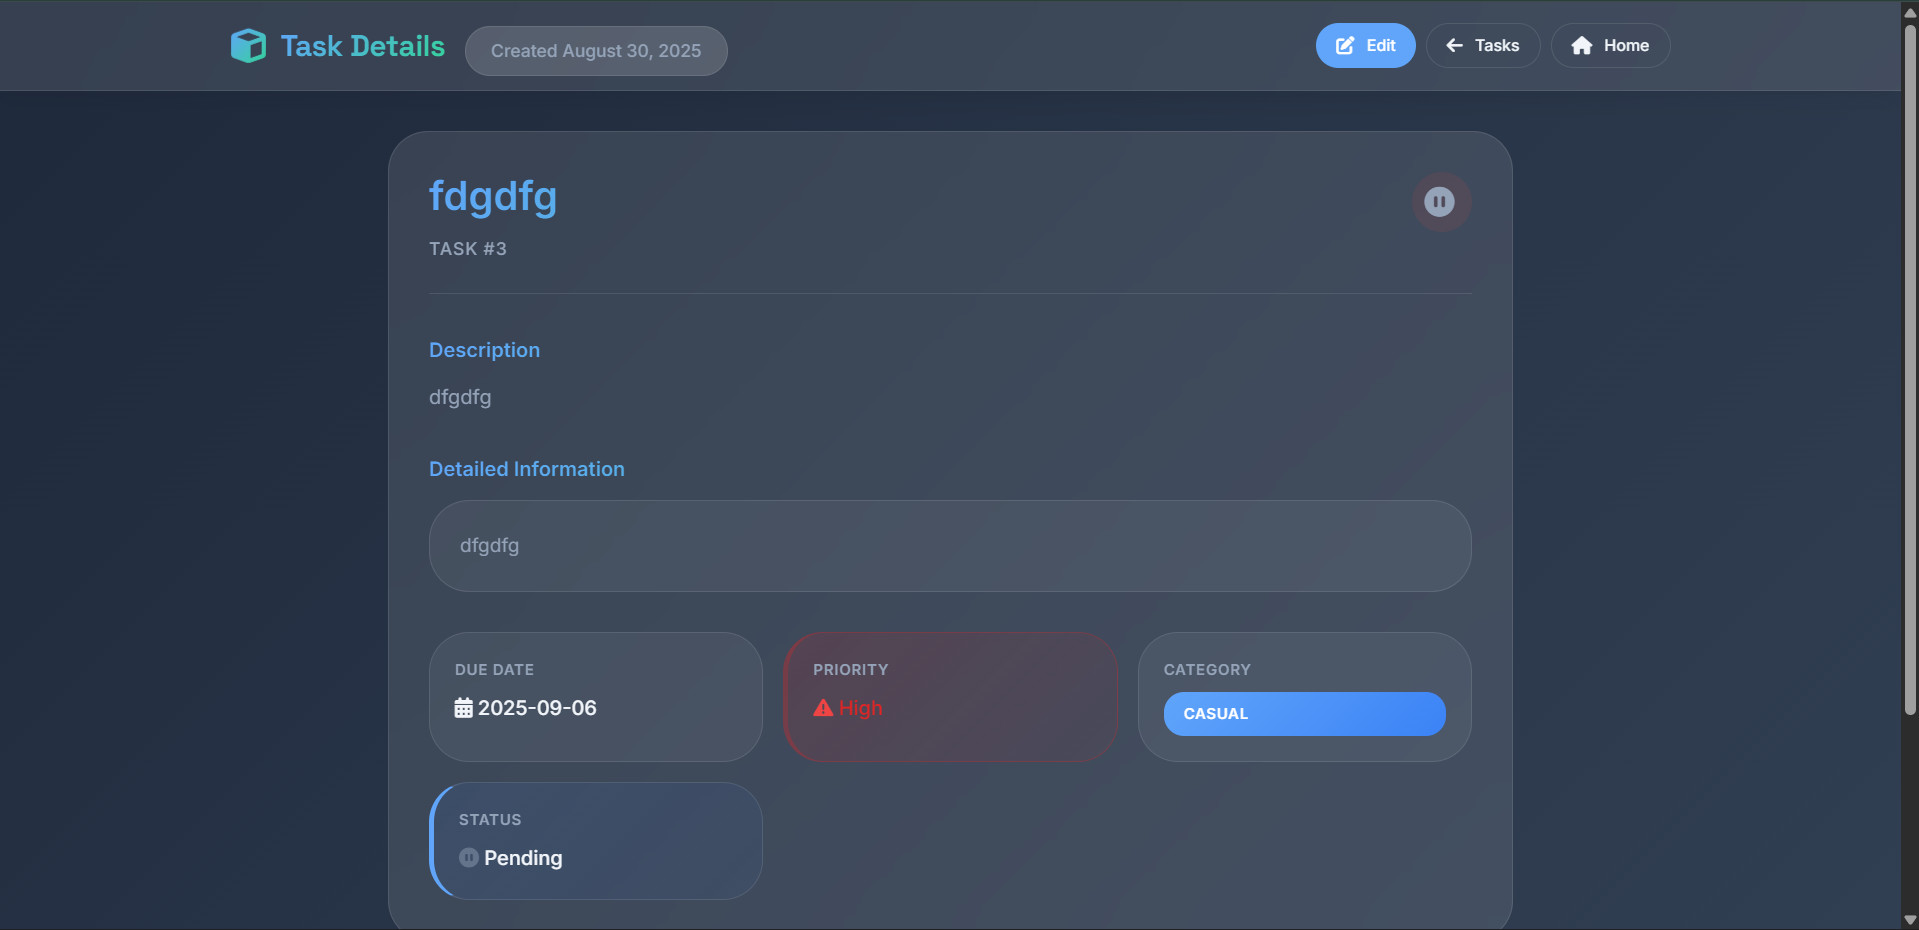 Task Details
Created August 30, 2025
Edit
Tasks
Home
fdgdfg
TASK #3
Description
dfgdfg
Detailed Information
dfgdfg
DUE DATE
2025-09-06
PRIORITY
High
CATEGORY
CASUAL
STATUS
Pending